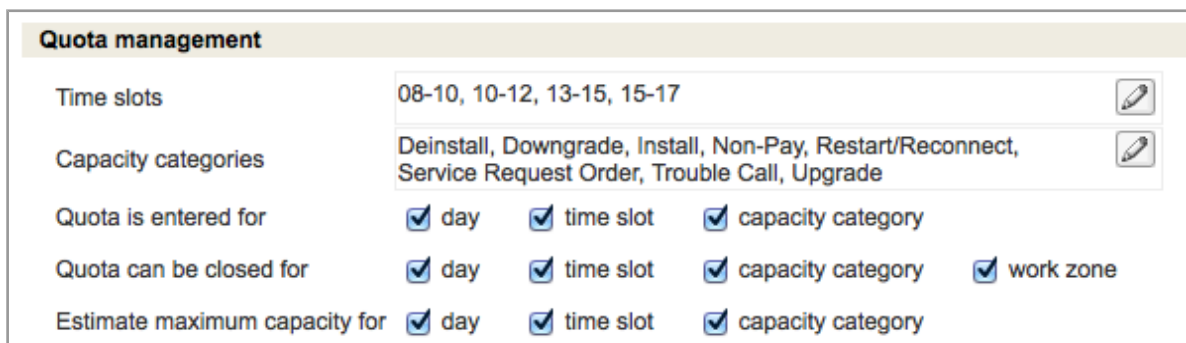 Quota management
Time slots 08-10, 10-12, 13-15, 15-17
Capacity categories Deinstall, Downgrade, Install, Non-Pay, Restart/Reconnect,
Service Request Order, Trouble Call, Upgrade
Quota is entered for day time slot capacity category
Quota can be closed for day time slot capacity category work zone
Estimate maximum capacity for day time slot capacity category